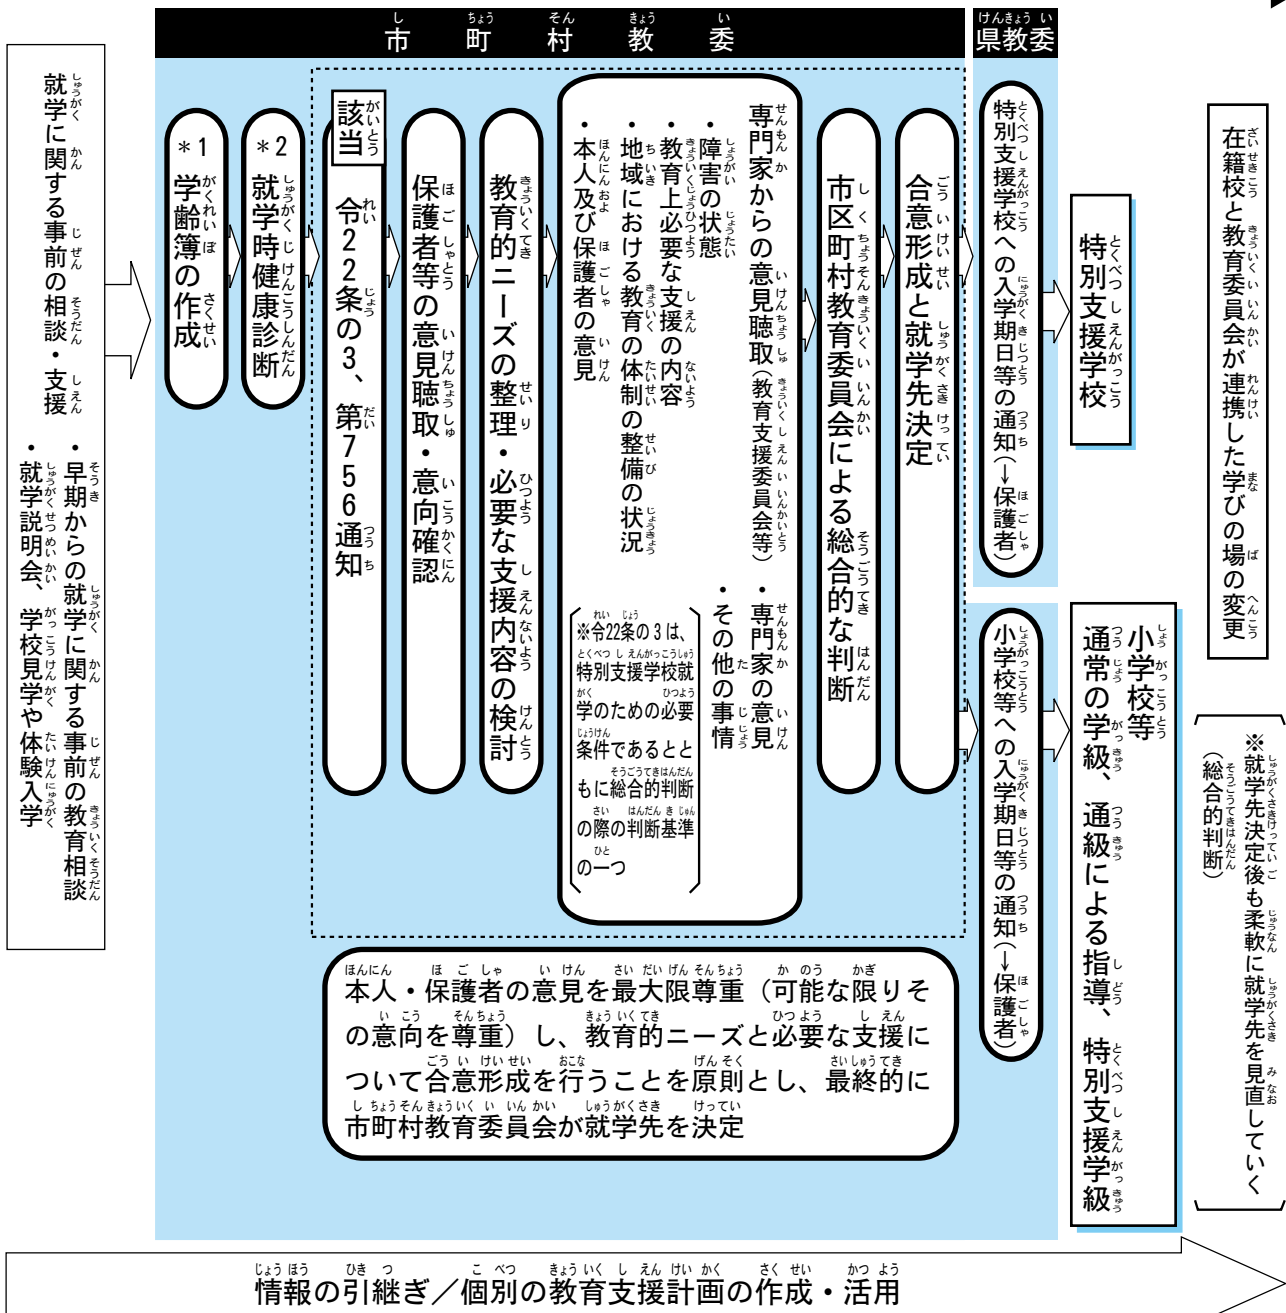 市町村教委
県教委
就学に関する事前の相談・支援
・早期からの就学に関する事前の教育相談
・就学説明会、学校見学や体験入学
＊1 学齢簿の作成
＊2 就学時健康診断
該当
令22条の3、第756通知
保護者等の意見聴取・意向確認
教育的ニーズの整理・必要な支援内容の検討
専門家からの意見聴取（教育支援委員会等）
・障害の状態
・教育上必要な支援の内容
・地域における教育の体制の整備の状況
・本人及び保護者の意見
・専門家の意見
・その他の事情
※令22条の3は、
特別支援学校就
学のための必要
条件であるとと
もに総合的判断
の際の判断基準
の一つ
市区町村教育委員会による総合的な判断
合意形成と就学先決定
特別支援学校への入学期日等の通知（→保護者）
小学校等への入学期日等の通知（→保護者）
特別支援学校
小学校等
通常の学級、通級による指導、特別支援学級
在籍校と教育委員会が連携した学びの場の変更
※就学先決定後も柔軟に就学先を見直していく
（総合的判断）
本人・保護者の意見を最大限尊重（可能な限りそ
の意向を尊重）し、教育的ニーズと必要な支援に
ついて合意形成を行うことを原則とし、最終的に
市町村教育委員会が就学先を決定
情報の引継ぎ／個別の教育支援計画の作成・活用